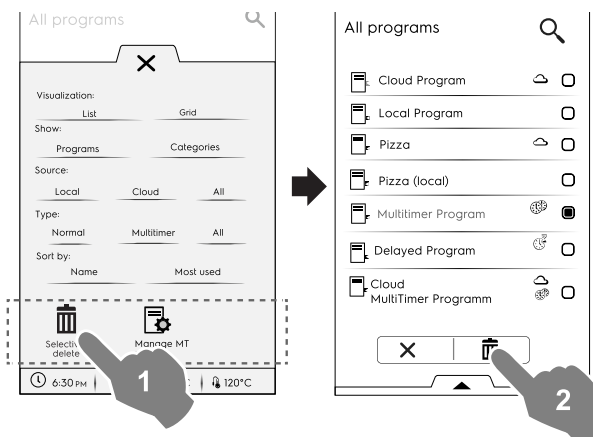 All programs
Visualization:
List Grid
Show:
Programs Categories
Source:
Local Cloud All
Type:
Normal Multitimer All
Sort by:
Name Most used
delete
Manage MT
6:30 PM
120°C
1
All programs
Cloud Program
Local Program
Pizza
Pizza (local)
Multitimer Program
Delayed Program
Cloud
MultiTimer Programm
2